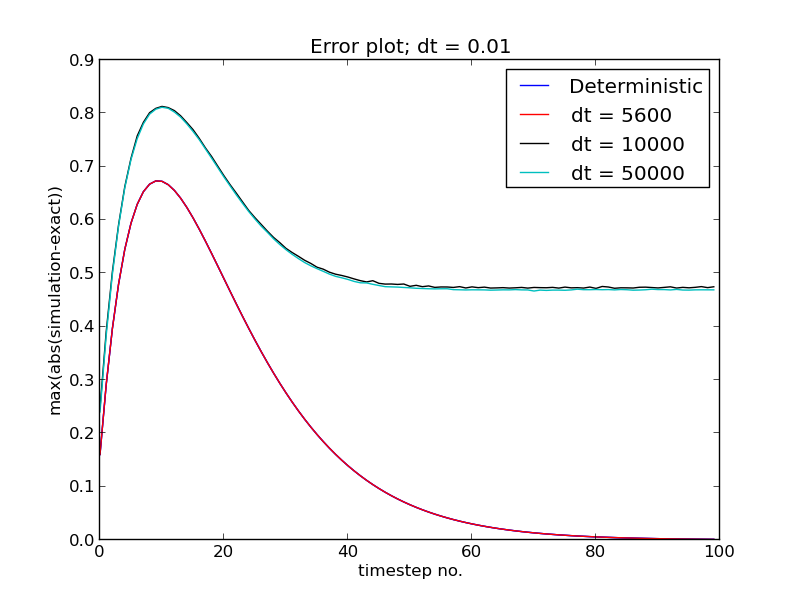 Error plot; dt = 0.01
0.9
0.8
0.7
0.6
0.5
0.4
0.3
0.2
0.1
0.0
max(abs(simulation-exact))
Deterministic
dt = 5600
dt = 10000
dt = 50000
0
20
40
60
80
100
timestep no.